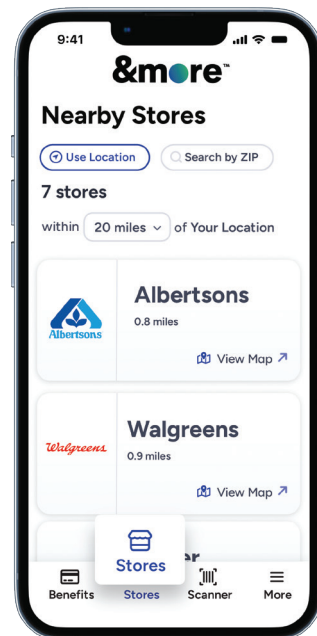 9:41
&more™
Nearby Stores
Use Location
Search by ZIP
7 stores
within 20 miles of Your Location
Albertsons
Albertsons
0.8 miles
View Map
Walgreens
Walgreens
0.9 miles
View Map
Stores
Benefits Stores Scanner More